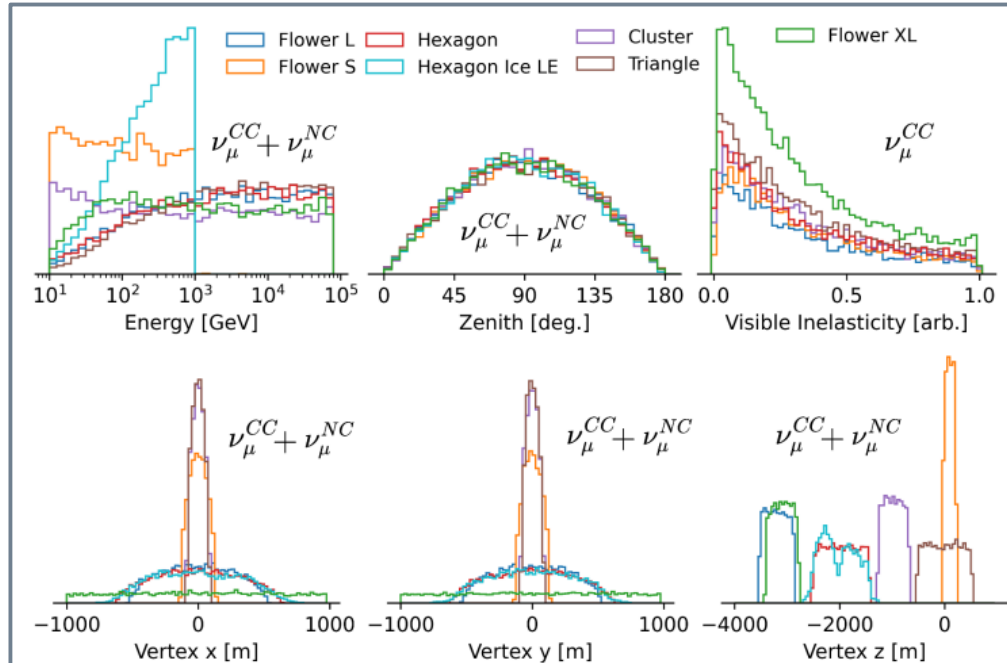 Flower L
Flower S
Hexagon
Hexagon Ice LE
Cluster
Triangle
Flower XL
ν_μ^{CC} + ν_μ^{NC}
10^1 10^2 10^3 10^4 10^5
Energy [GeV]
ν_μ^{CC} + ν_μ^{NC}
0 45 90 135 180
Zenith [deg.]
ν_μ^{CC}
0.0 0.5 1.0
Visible Inelasticity [arb.]
ν_μ^{CC} + ν_μ^{NC}
−1000 0 1000
Vertex x [m]
ν_μ^{CC} + ν_μ^{NC}
−1000 0 1000
Vertex y [m]
ν_μ^{CC} + ν_μ^{NC}
−4000 −2000 0
Vertex z [m]